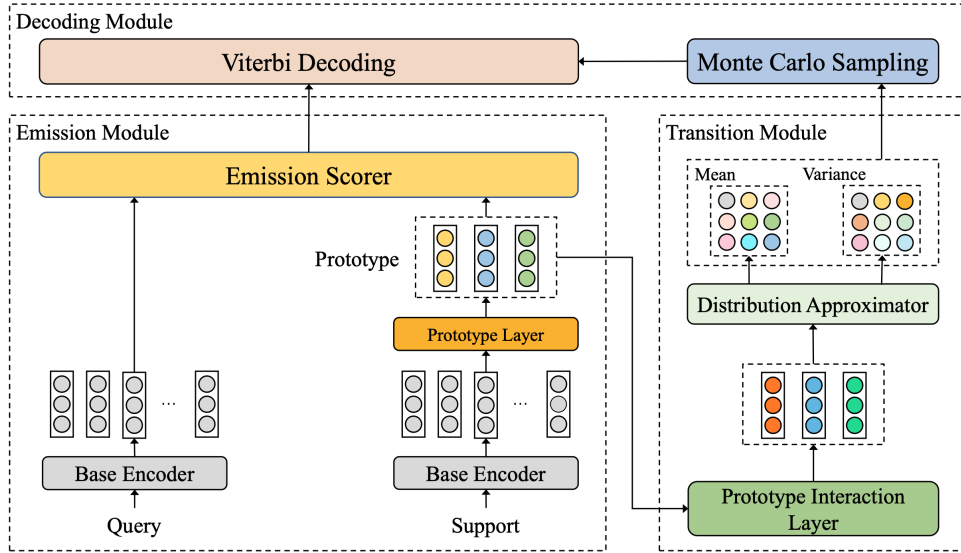 Decoding Module
Viterbi Decoding
Monte Carlo Sampling
Emission Module
Emission Scorer
Prototype
Prototype Layer
...
...
Base Encoder
Base Encoder
Query
Support
Transition Module
Mean
Variance
Distribution Approximator
Prototype Interaction
Layer